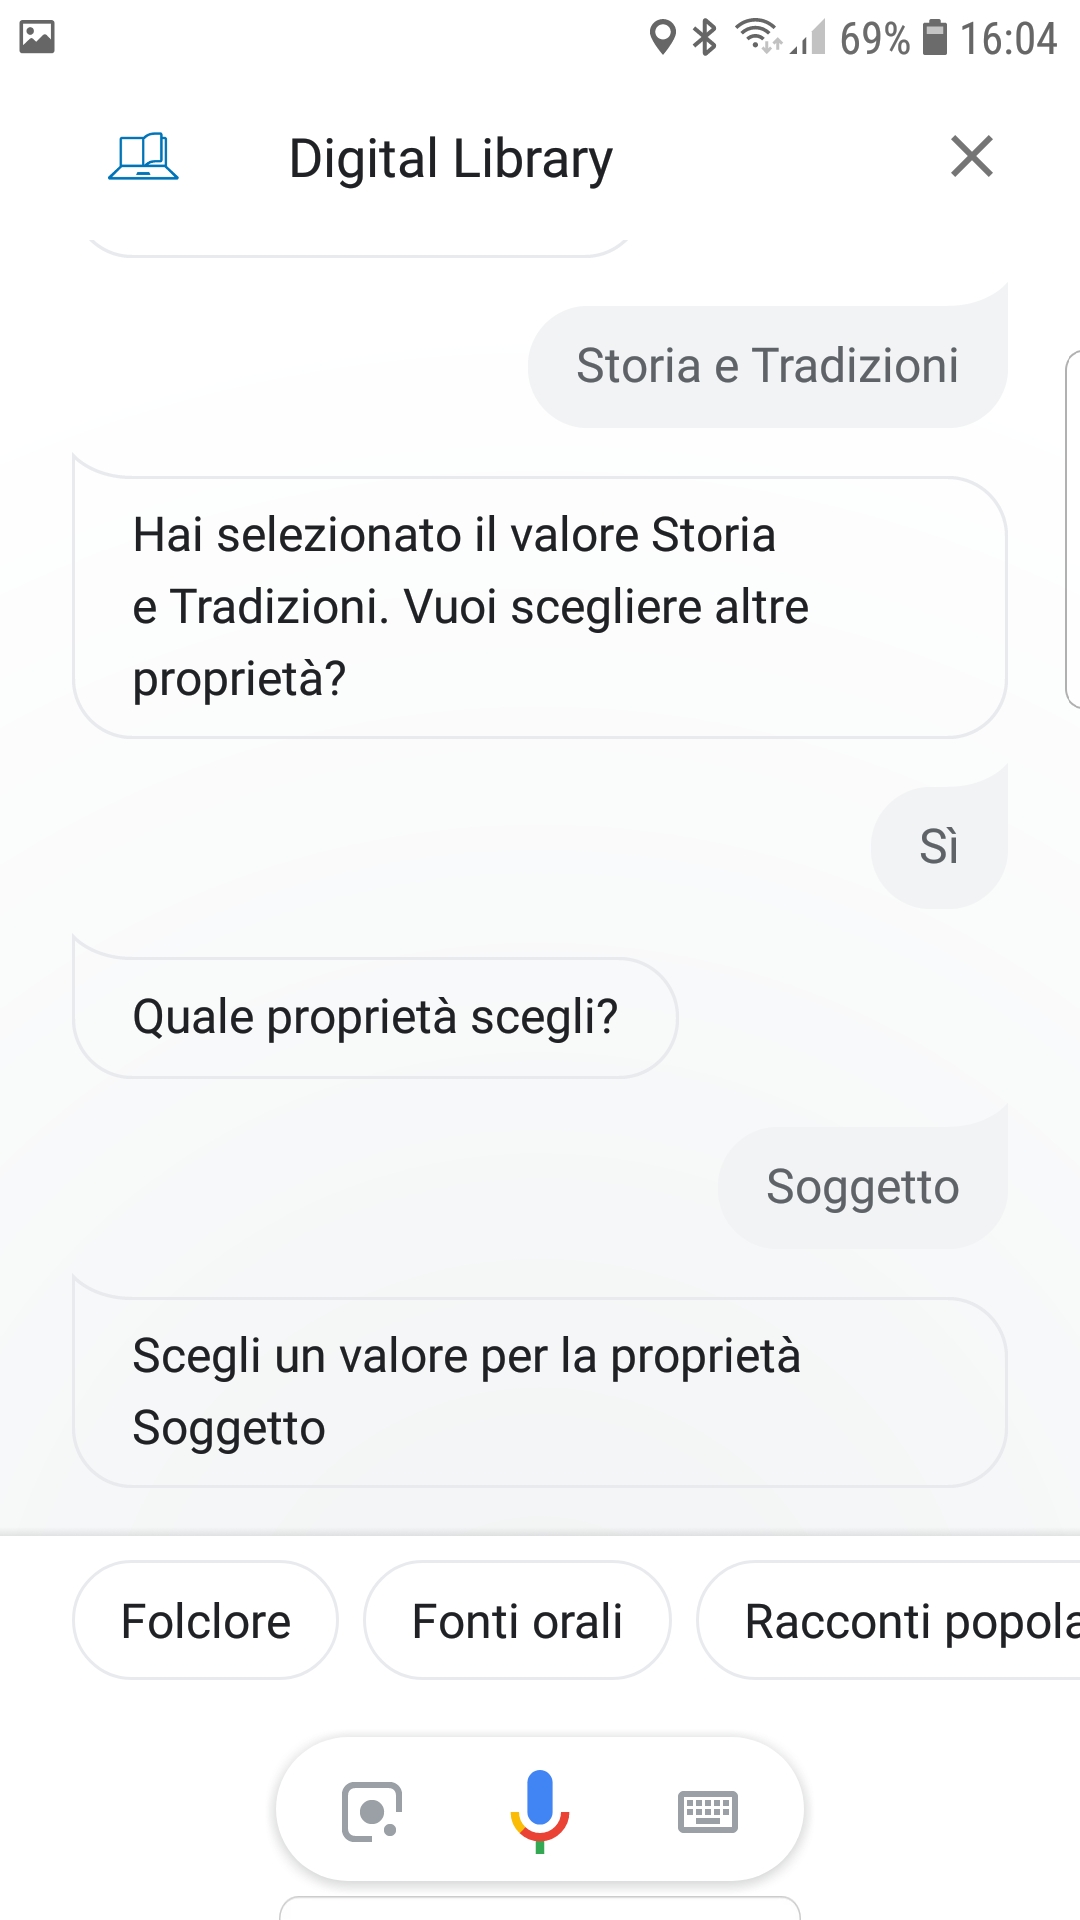 69% 16:04
Digital Library
Storia e Tradizioni
Hai selezionato il valore Storia
e Tradizioni. Vuoi scegliere altre
proprietà?
Sì
Quale proprietà scegli?
Soggetto
Scegli un valore per la proprietà
Soggetto
Folclore
Fonti orali
Racconti popola